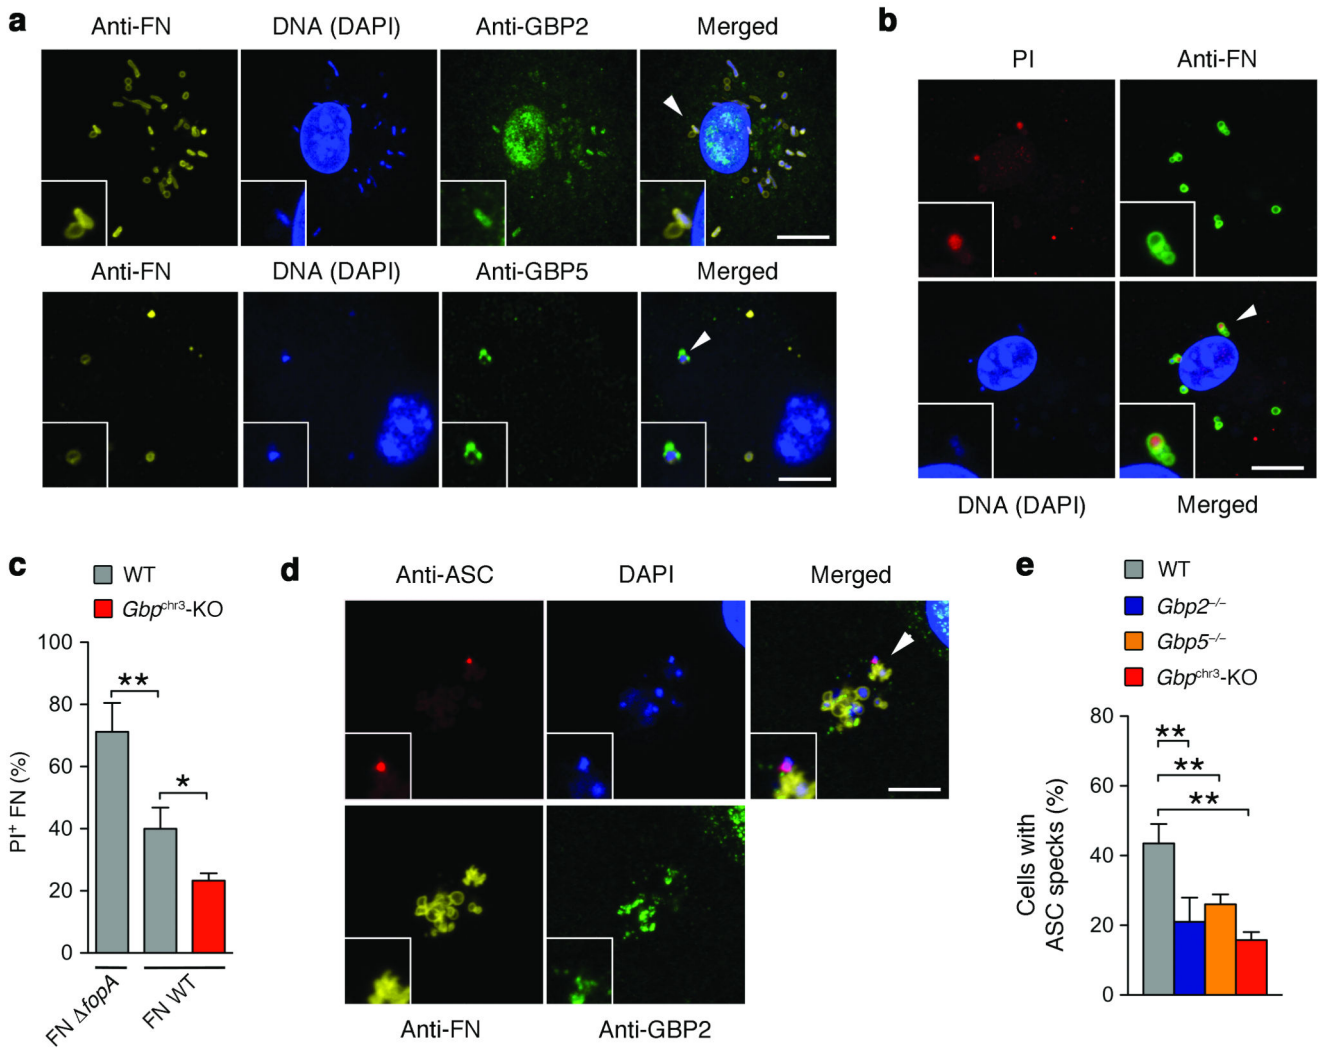 a
Anti-FN DNA (DAPI) Anti-GBP2 Merged
Anti-FN DNA (DAPI) Anti-GBP5 Merged
b
PI Anti-FN
DNA (DAPI) Merged
c
WT
Gbpᶜʰʳ³-KO
PI⁺ FN (%)
100
80
60
40
20
0
**
*
FN ΔfopA
FN WT
d
Anti-ASC DAPI Merged
Anti-FN Anti-GBP2
e
WT
Gbp2⁻/⁻
Gbp5⁻/⁻
Gbpᶜʰʳ³-KO
Cells with
ASC specks (%)
80
60
40
20
0
**
**
**